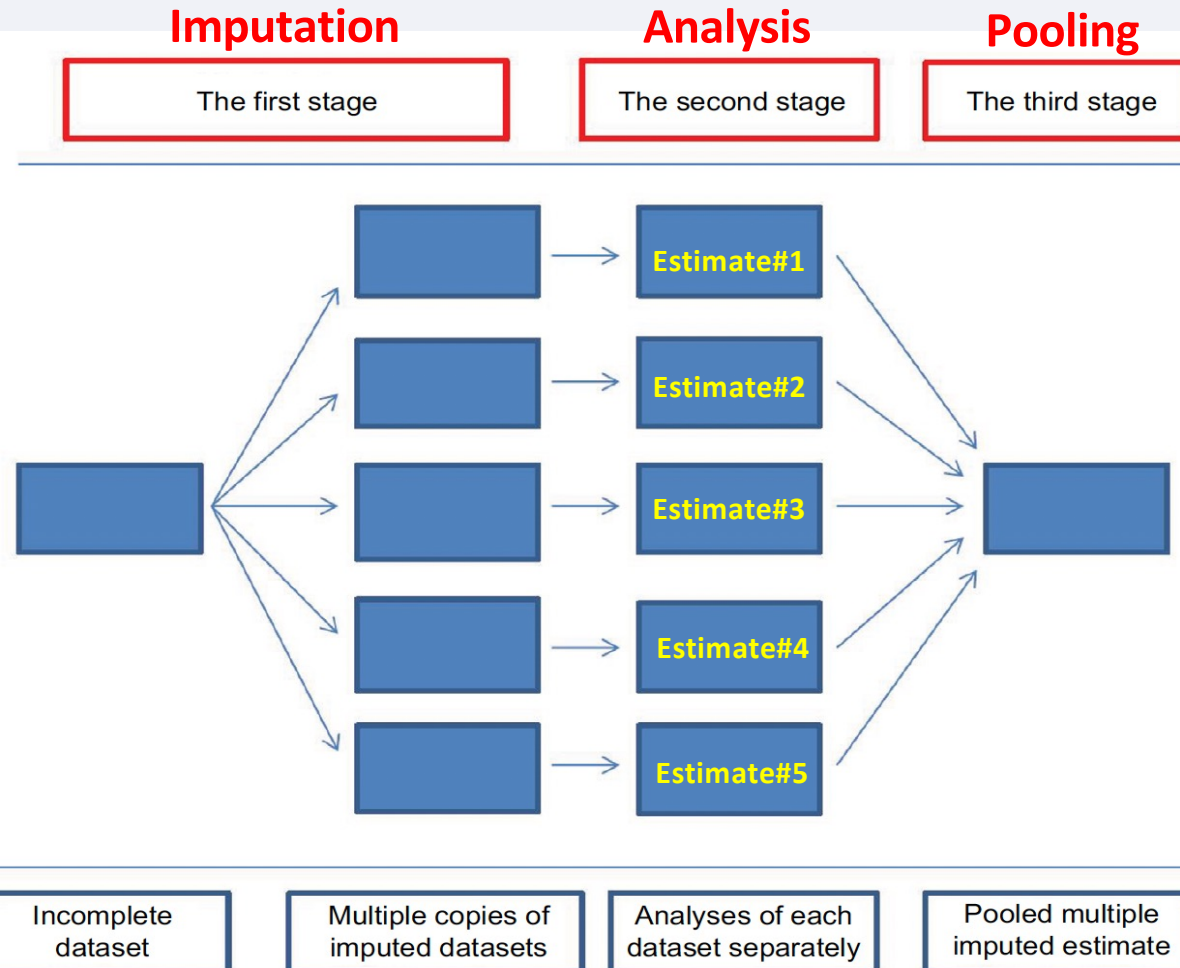 Imputation
Analysis
Pooling
The first stage
The second stage
The third stage
Estimate#1
Estimate#2
Estimate#3
Estimate#4
Estimate#5
Incomplete
dataset
Multiple copies of
imputed datasets
Analyses of each
dataset separately
Pooled multiple
imputed estimate